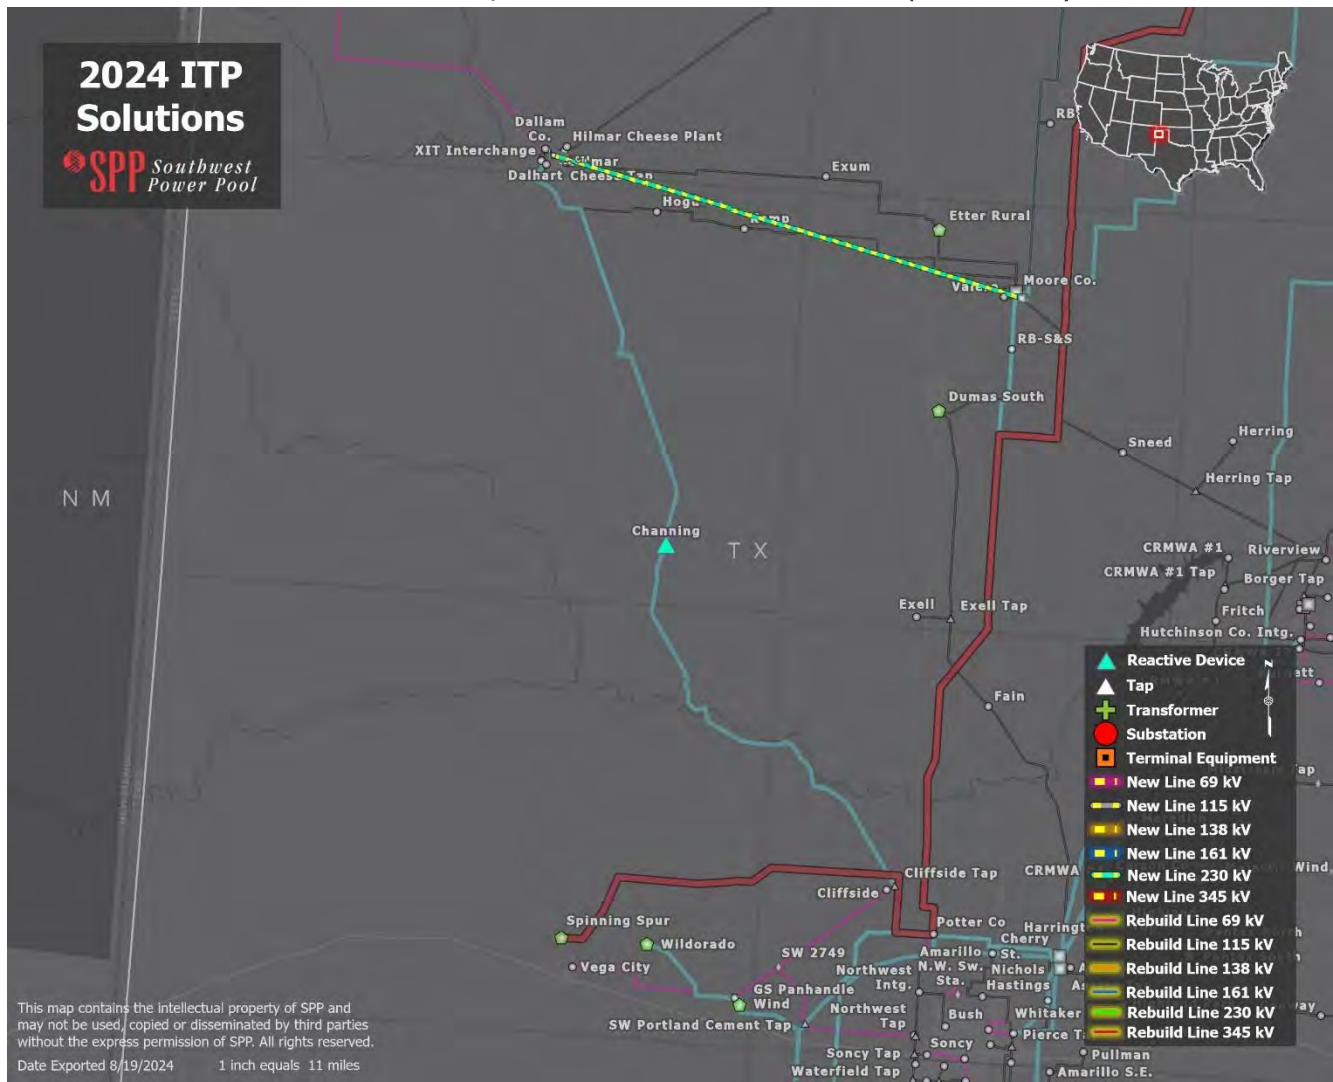 2024 ITP
Solutions
SPP Southwest
Power Pool
Dallam
Co.
Hilmar Cheese Plant
XIT Interchange
Dalhart Cheese Tap
Exum
RB
Etter Rural
Moore Co.
RB-S&S
Dumas South
Sneed
Herring
Herring Tap
N M
Channing
T X
CRMWA #1
Riverview
CRMWA #1 Tap
Borger Tap
Exell
Exell Tap
Fritch
Hutchinson Co. Intg.
Fain
Reactive Device
N
Tap
Transformer
Substation
Terminal Equipment
New Line 69 kV
New Line 115 kV
New Line 138 kV
New Line 161 kV
New Line 230 kV
New Line 345 kV
Rebuild Line 69 kV
Rebuild Line 115 kV
Rebuild Line 138 kV
Rebuild Line 161 kV
Rebuild Line 230 kV
Rebuild Line 345 kV
Cliffside Tap
CRMWA
Cliffside
Spinning Spur
Potter Co
Wildorado
Vega City
SW 2749
Amarillo
Cherry
St.
Northwest
Intg.
N.W. Sw.
Sta.
Nichols
Hastings
GS Panhandle
Wind
SW Portland Cement Tap
Northwest
Tap
Bush
Whitaker
Soncy
Soncy Tap
Pullman
Waterfield Tap
Amarillo S.E.
This map contains the intellectual property of SPP and
may not be used, copied or disseminated by third parties
without the express permission of SPP. All rights reserved.
Date Exported 8/19/2024 1 inch equals 11 miles